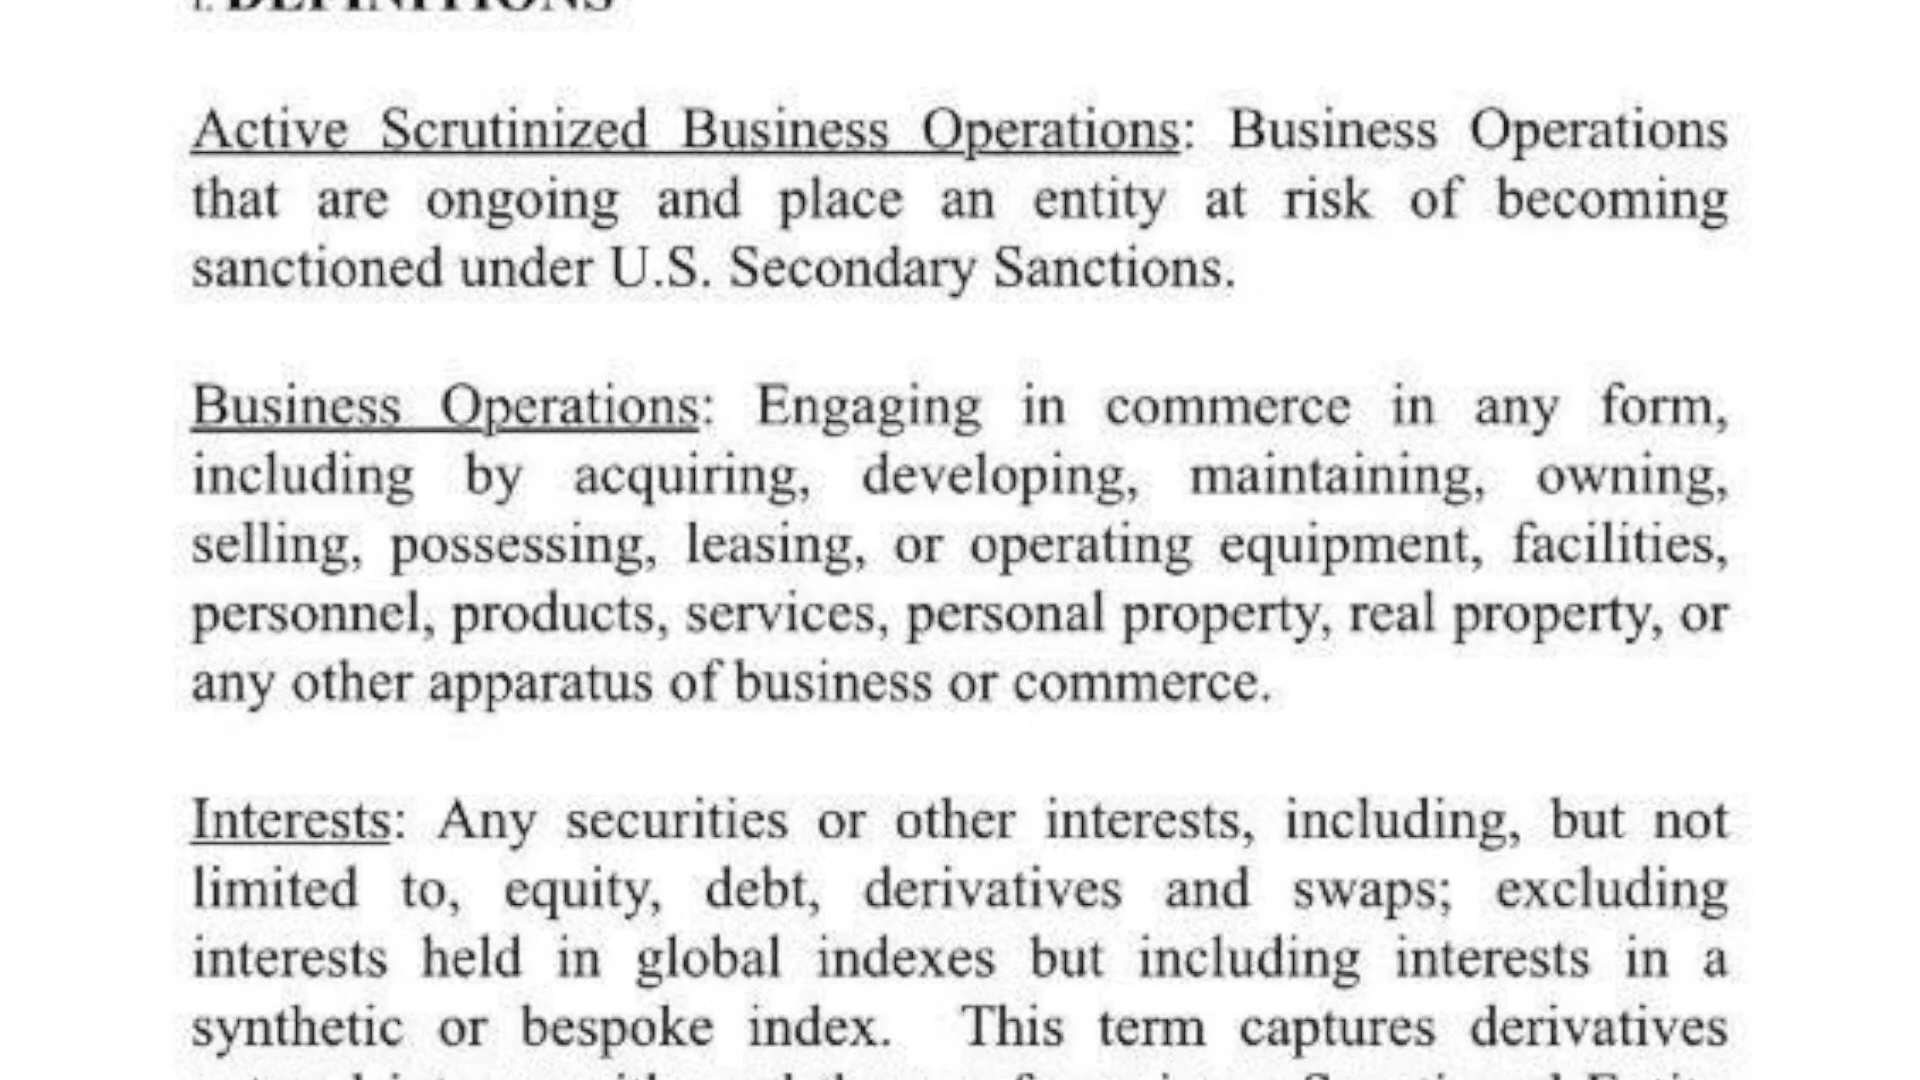 I. DEFINITIONS
Active Scrutinized Business Operations: Business Operations
that are ongoing and place an entity at risk of becoming
sanctioned under U.S. Secondary Sanctions.
Business Operations: Engaging in commerce in any form,
including by acquiring, developing, maintaining, owning,
selling, possessing, leasing, or operating equipment, facilities,
personnel, products, services, personal property, real property, or
any other apparatus of business or commerce.
Interests: Any securities or other interests, including, but not
limited to, equity, debt, derivatives and swaps; excluding
interests held in global indexes but including interests in a
synthetic or bespoke index. This term captures derivatives